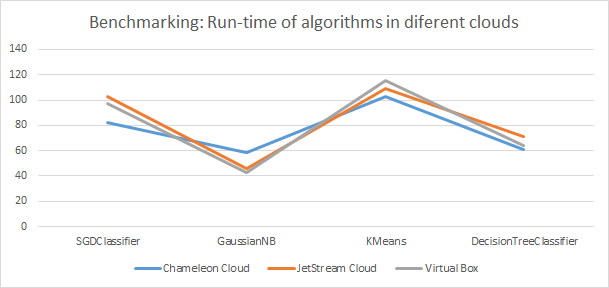 Benchmarking: Run-time of algorithms in diferent clouds
140
120
100
80
60
40
20
0
SGDClassifier GaussianNB KMeans DecisionTreeClassifier
Chameleon Cloud JetStream Cloud Virtual Box